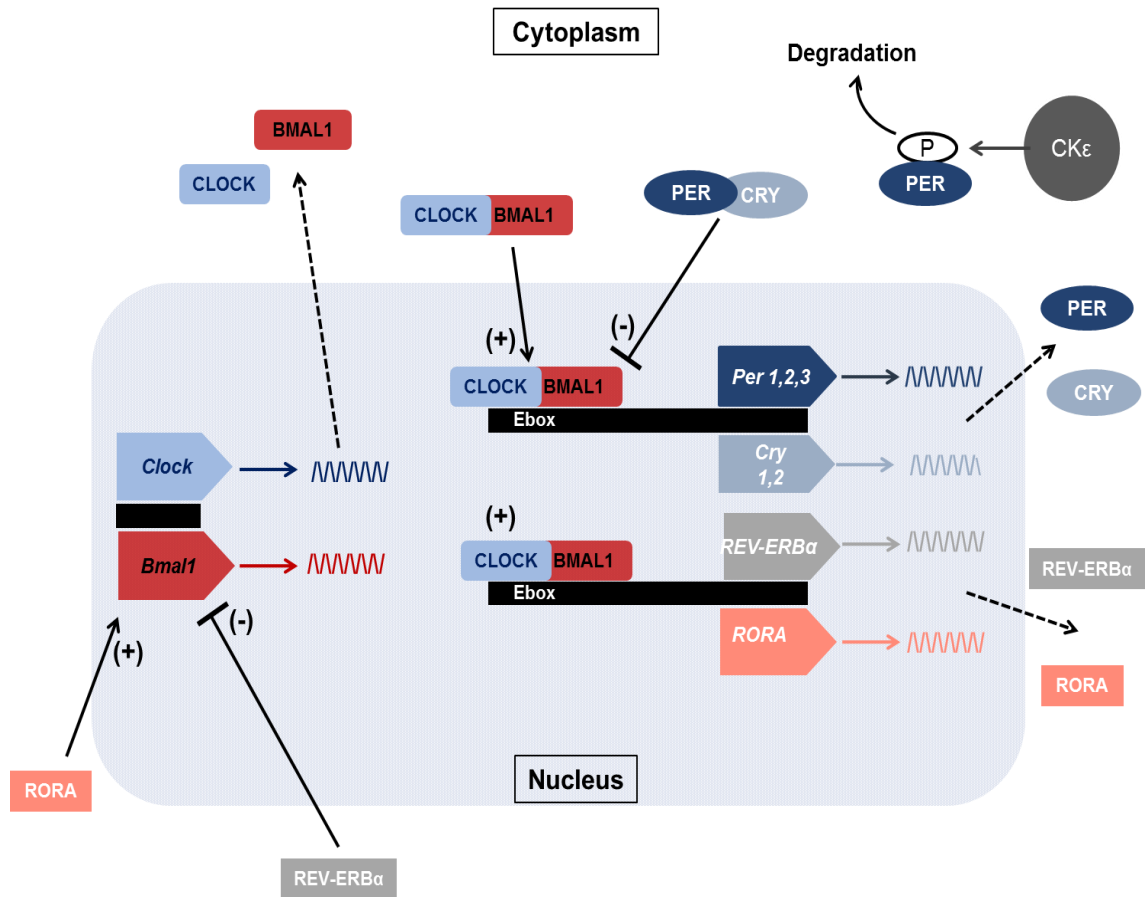 Cytoplasm
Degradation
BMAL1
CLOCK
P
CKε
PER
CLOCK
BMAL1
PER
CRY
PER
CRY
(+)
(-)
CLOCK
BMAL1
Ebox
Per 1,2,3
Cry
1,2
Clock
Bmal1
(+)
CLOCK
BMAL1
Ebox
REV-ERBα
RORA
REV-ERBα
RORA
(+)
(-)
RORA
Nucleus
REV-ERBα